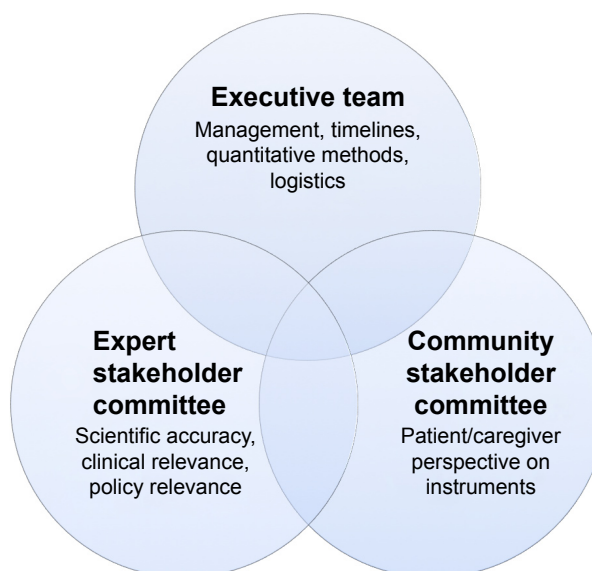 Executive team
Management, timelines,
quantitative methods,
logistics
Expert
stakeholder
committee
Scientific accuracy,
clinical relevance,
policy relevance
Community
stakeholder
committee
Patient/caregiver
perspective on
instruments